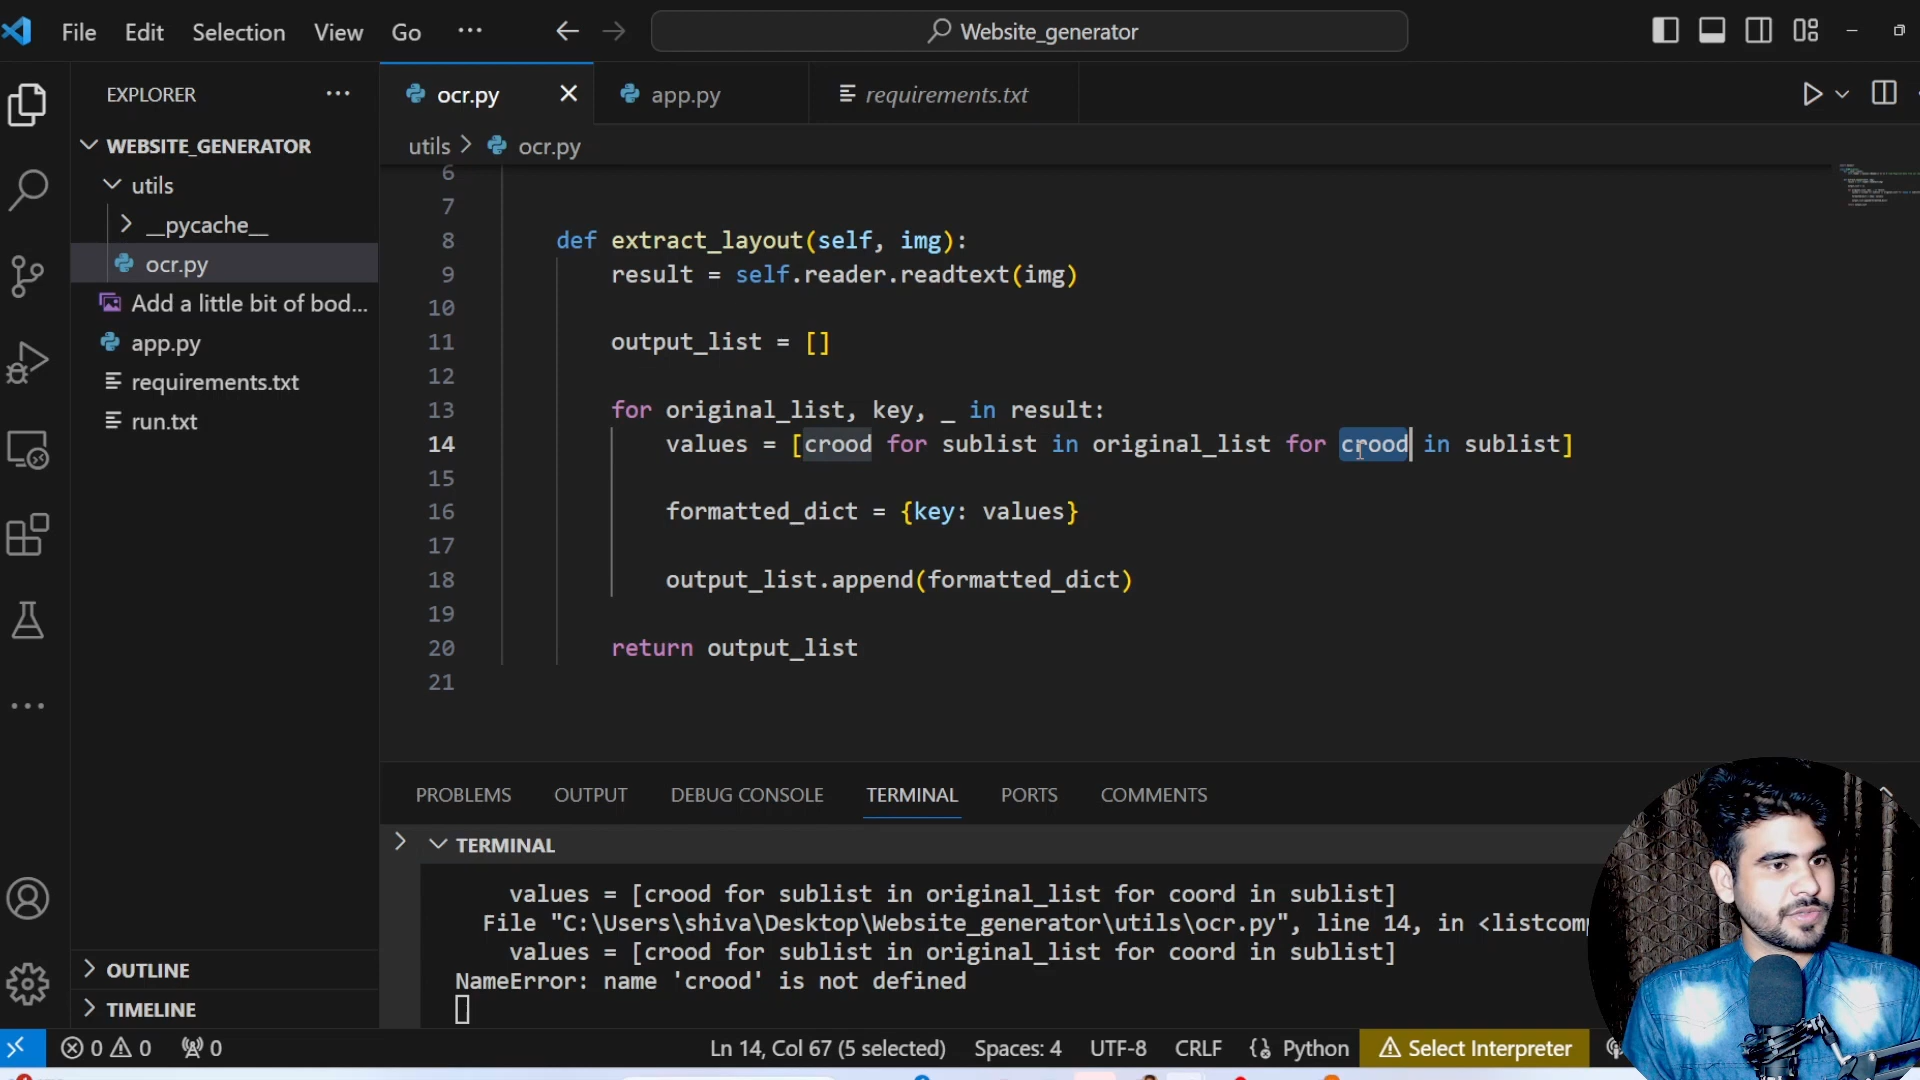 File Edit Selection View Go ··· Website_generator
EXPLORER ···
WEBSITE_GENERATOR
utils
__pycache__
ocr.py
Add a little bit of bod...
app.py
requirements.txt
run.txt
OUTLINE
TIMELINE
ocr.py app.py requirements.txt
utils > ocr.py
6
7
8 def extract_layout(self, img):
9 result = self.reader.readtext(img)
10
11 output_list = []
12
13 for original_list, key, _ in result:
14 values = [crood for sublist in original_list for crood in sublist]
15
16 formatted_dict = {key: values}
17
18 output_list.append(formatted_dict)
19
20 return output_list
21
PROBLEMS OUTPUT DEBUG CONSOLE TERMINAL PORTS COMMENTS
TERMINAL
values = [crood for sublist in original_list for coord in sublist]
File "C:\Users\shiva\Desktop\Website_generator\utils\ocr.py", line 14, in <listcomp
values = [crood for sublist in original_list for coord in sublist]
NameError: name 'crood' is not defined
0 0 0 Ln 14, Col 67 (5 selected) Spaces: 4 UTF-8 CRLF Python Select Interpreter